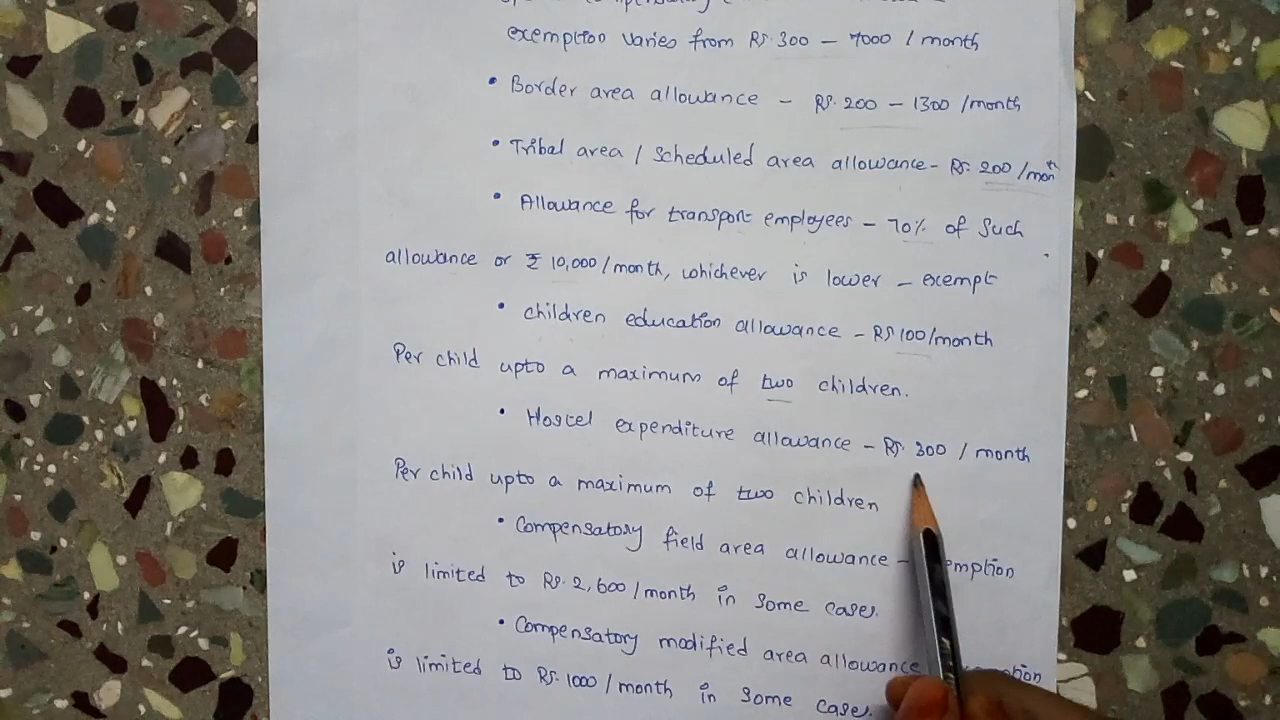 exemption varies from Rs. 300 – 7000 / month
• Border area allowance – Rs. 200 – 1300 /month
• Tribal area / Scheduled area allowance – Rs. 200 /month
• Allowance for transport employees – 70% of such
allowance or ₹ 10,000 / month, whichever is lower – exempt
• children education allowance – Rs 100/month
Per child upto a maximum of two children.
• Hostel expenditure allowance – Rs. 300 / month
Per child upto a maximum of two children
• Compensatory field area allowance –
is limited to Rs. 2,600 / month in some cases.
• Compensatory modified area allowance
is limited to Rs. 1000 / month in some cases.